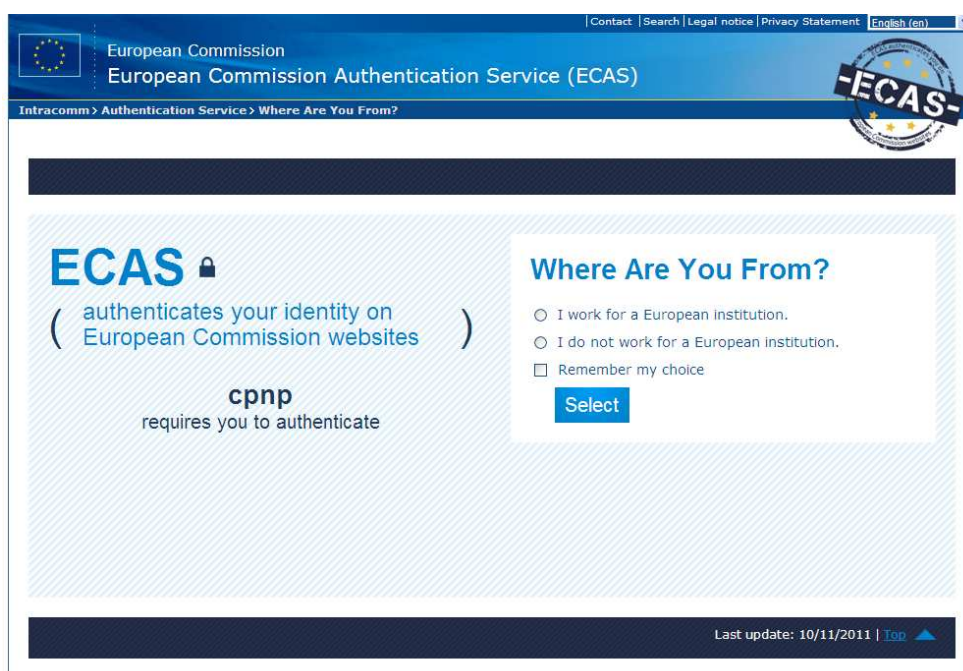 |Contact |Search|Legal notice|Privacy Statement English (en)
European Commission
European Commission Authentication Service (ECAS)
-ECAS-
Intracomm> Authentication Service> Where Are You From?
ECAS
( authenticates your identity on
European Commission websites )
cpnp
requires you to authenticate
Where Are You From?
I work for a European institution.
I do not work for a European institution.
Remember my choice
Select
Last update: 10/11/2011 | Top